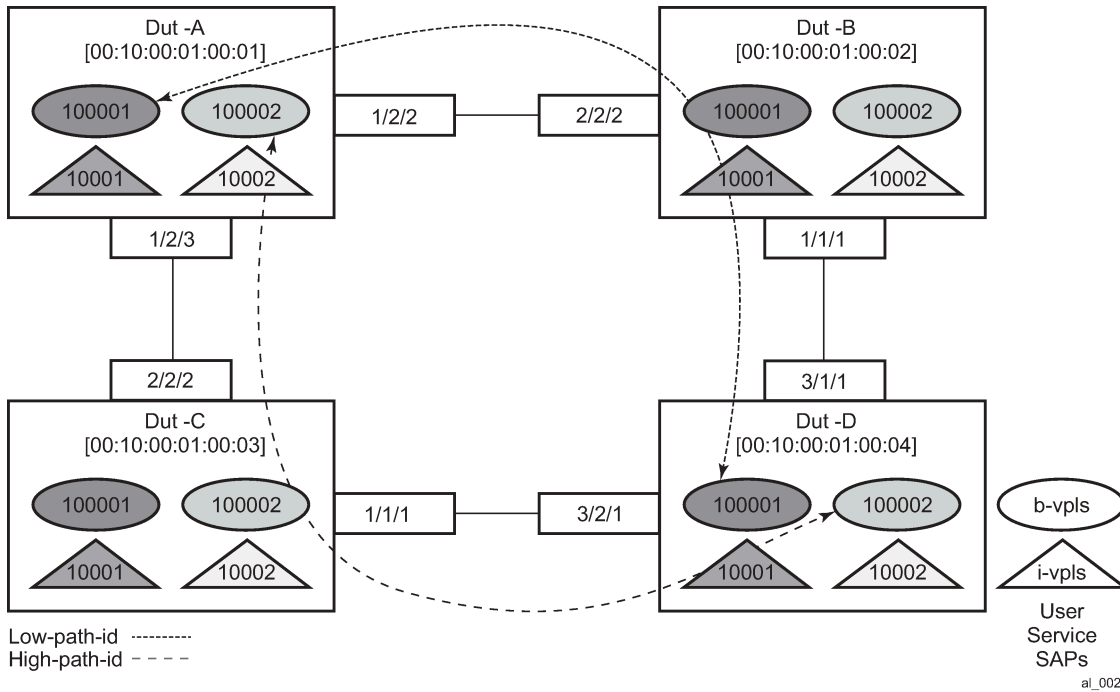 Dut -A
[00:10:00:01:00:01]
100001
100002
10001
10002
1/2/2
2/2/2
Dut -B
[00:10:00:01:00:02]
100001
100002
10001
10002
1/2/3
1/1/1
2/2/2
3/1/1
Dut -C
[00:10:00:01:00:03]
100001
100002
10001
10002
1/1/1
3/2/1
Dut -D
[00:10:00:01:00:04]
100001
100002
10001
10002
b-vpls
i-vpls
User
Service
SAPs
Low-path-id
High-path-id
al_002